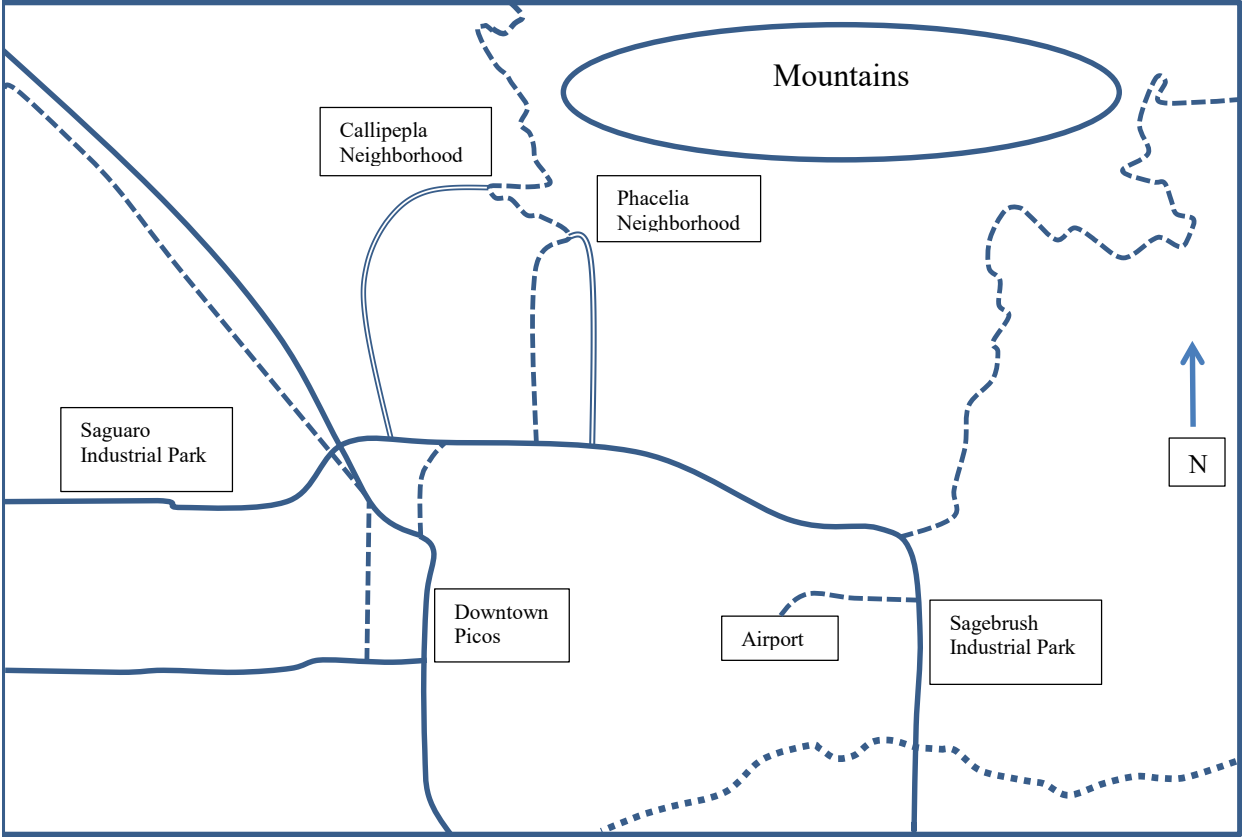 Mountains
Callipepla
Neighborhood
Phacelia
Neighborhood
Saguaro
Industrial Park
N
Downtown
Picos
Airport
Sagebrush
Industrial Park